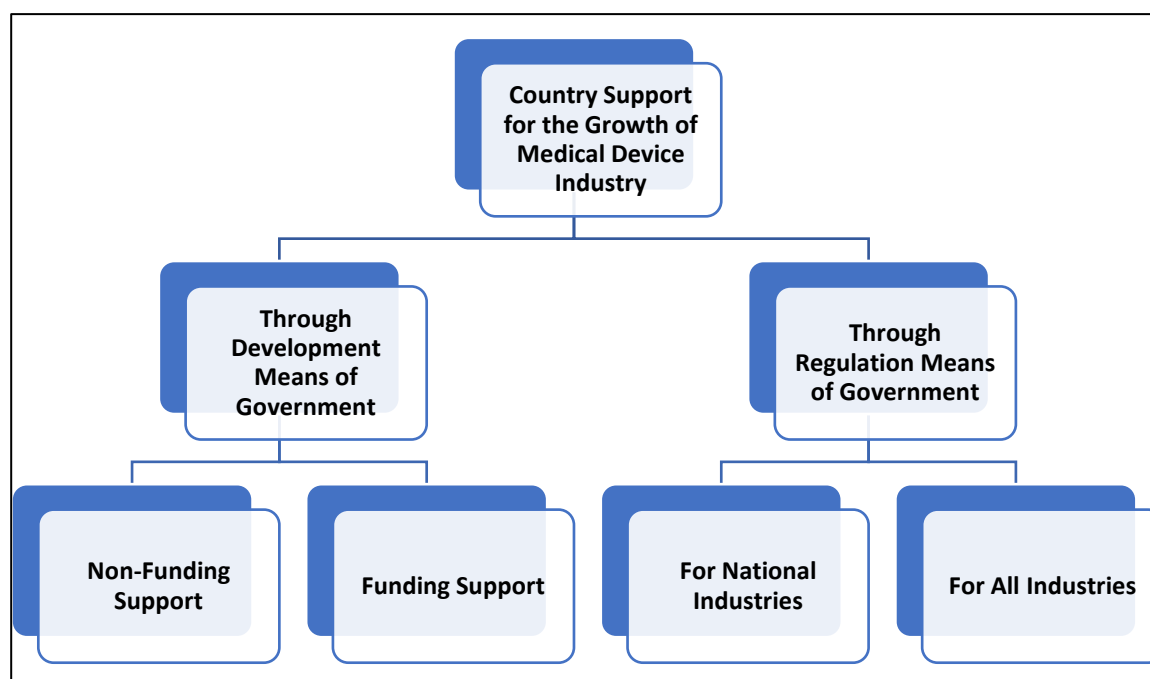 Country Support
for the Growth of
Medical Device
Industry
Through
Development
Means of
Government
Through
Regulation Means
of Government
Non-Funding
Support
Funding Support
For National
Industries
For All Industries